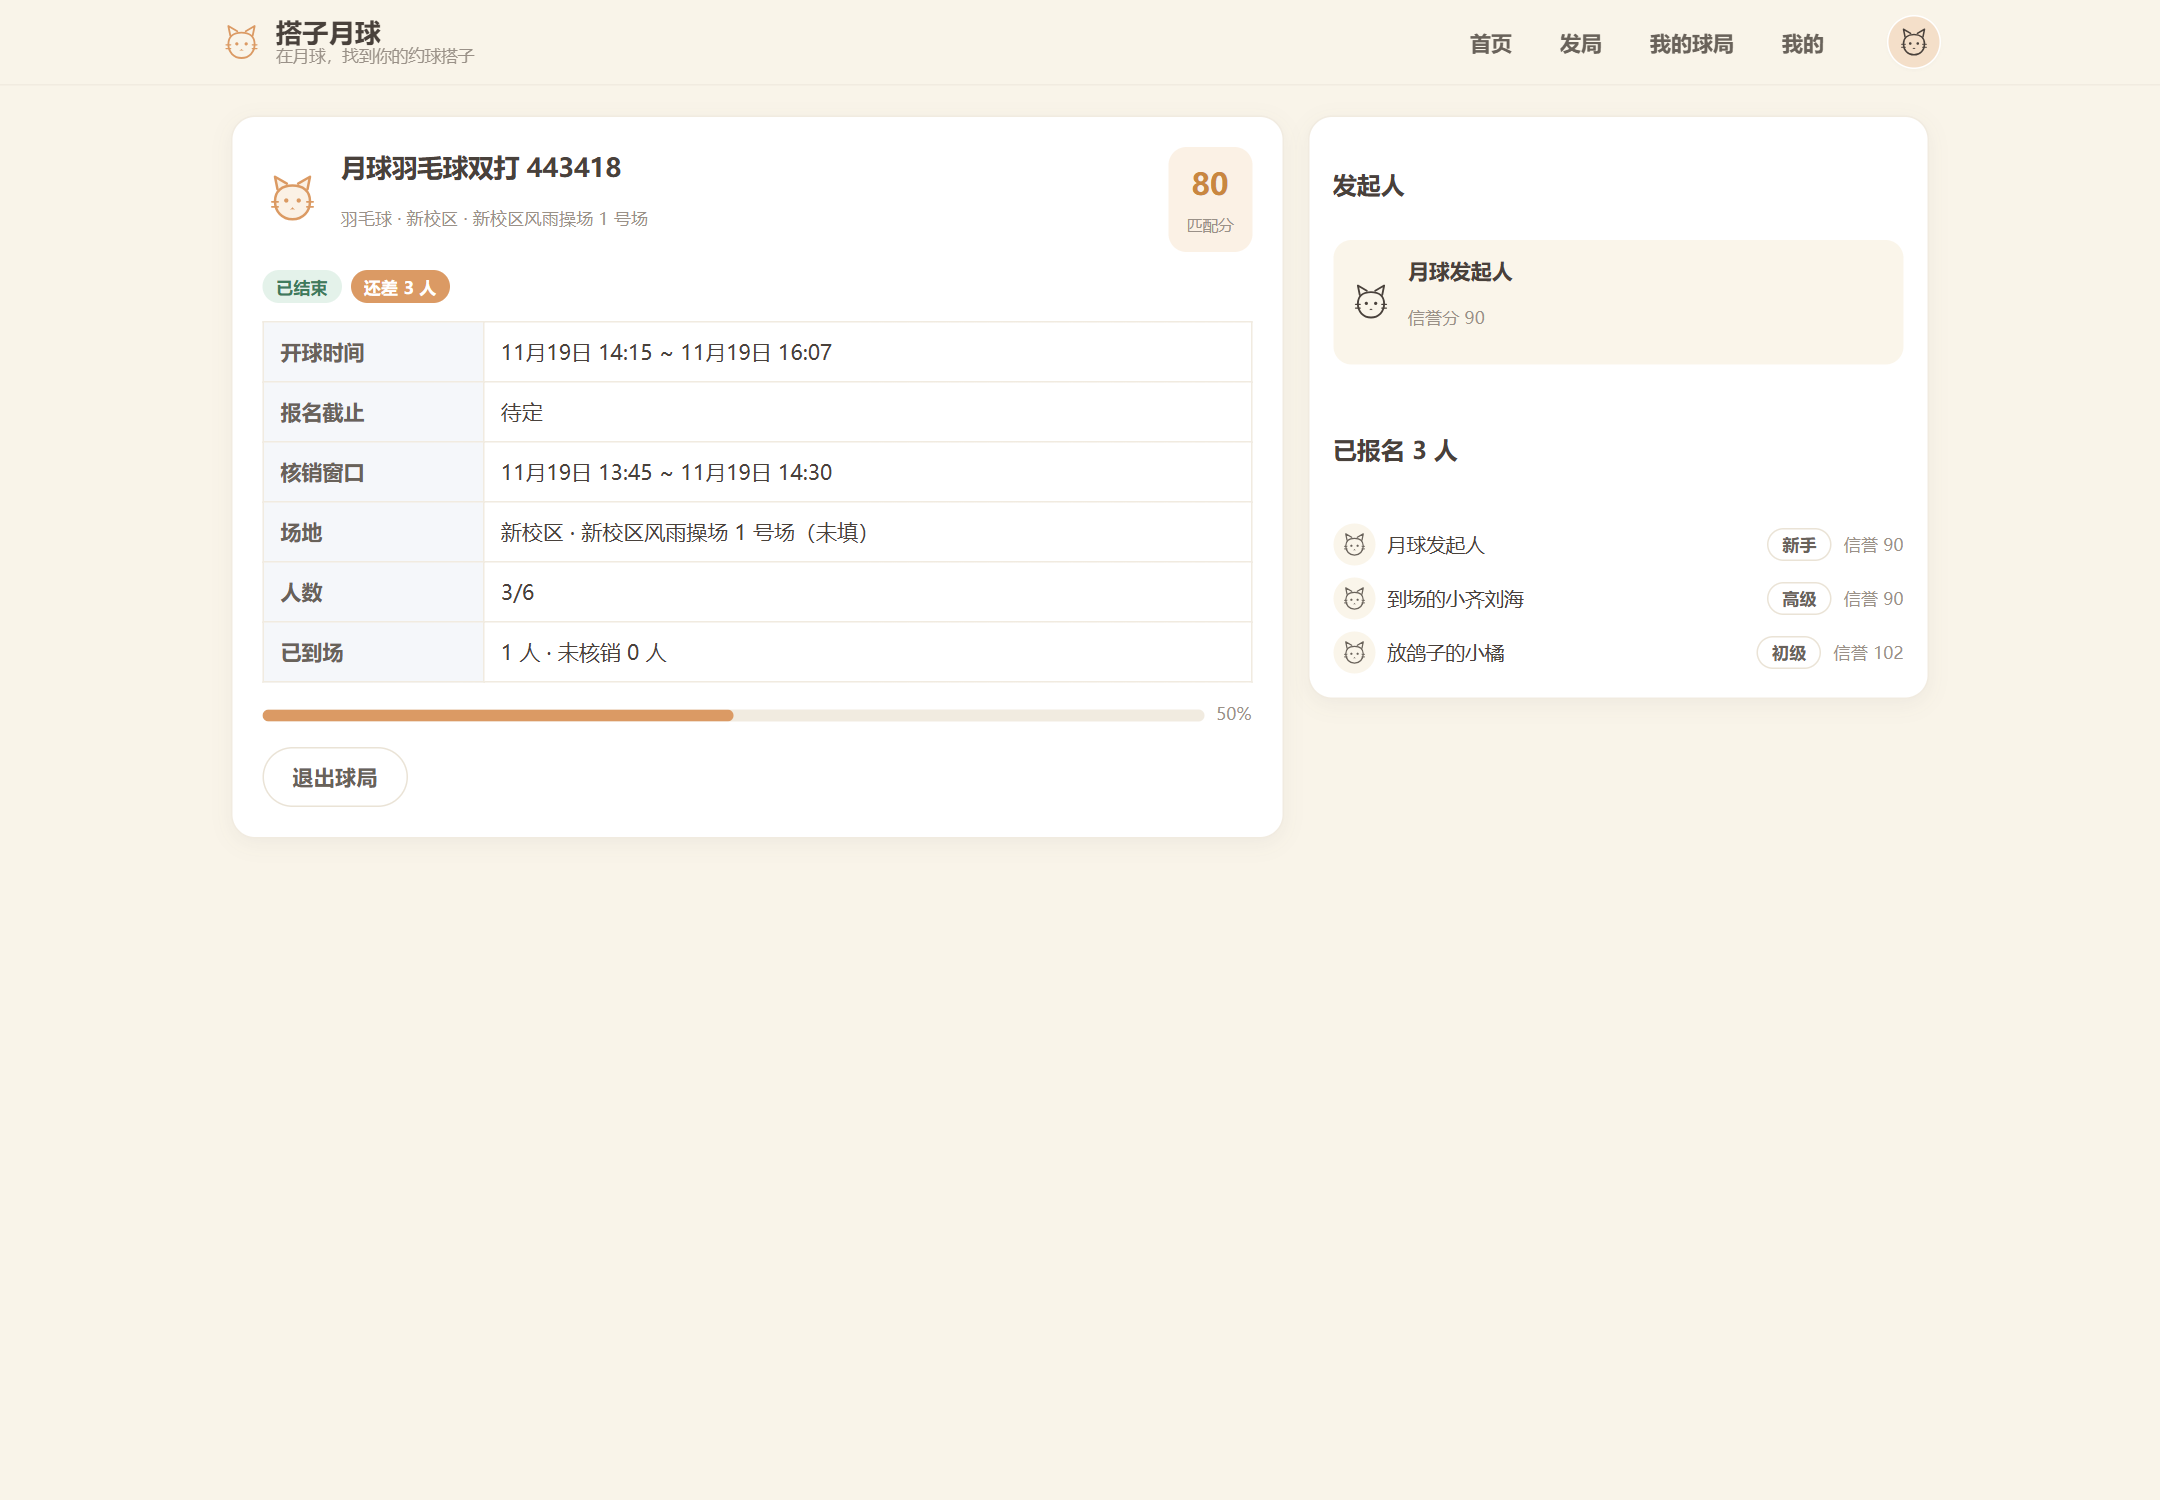 搭子月球
在月球，找到你的约球搭子
首页
发局
我的球局
我的
月球羽毛球双打 443418
羽毛球 · 新校区 · 新校区风雨操场 1 号场
80
匹配分
已结束
还差 3 人
开球时间
11月19日 14:15 ~ 11月19日 16:07
报名截止
待定
核销窗口
11月19日 13:45 ~ 11月19日 14:30
场地
新校区 · 新校区风雨操场 1 号场（未填）
人数
3/6
已到场
1 人 · 未核销 0 人
50%
退出球局
发起人
月球发起人
信誉分 90
已报名 3 人
月球发起人
新手
信誉 90
到场的小齐刘海
高级
信誉 90
放鸽子的小橘
初级
信誉 102